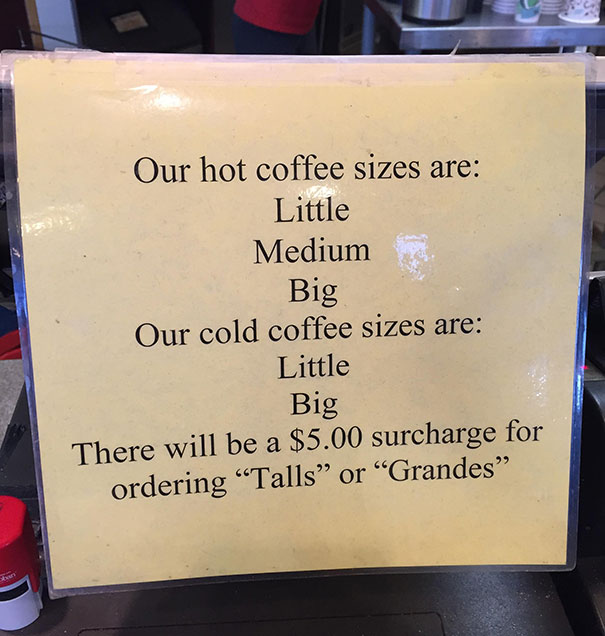 Our hot coffee sizes are:
Little
Medium
Big
Our cold coffee sizes are:
Little
Big
There will be a $5.00 surcharge for
ordering “Talls” or “Grandes”